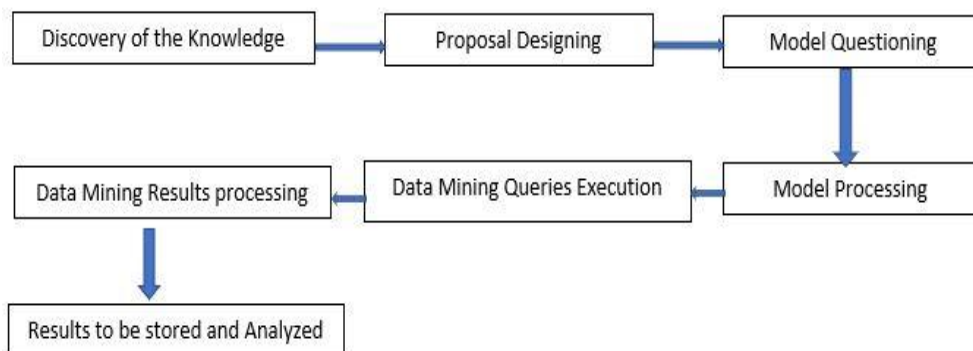 Discovery of the Knowledge
Proposal Designing
Model Questioning
Model Processing
Data Mining Queries Execution
Data Mining Results processing
Results to be stored and Analyzed